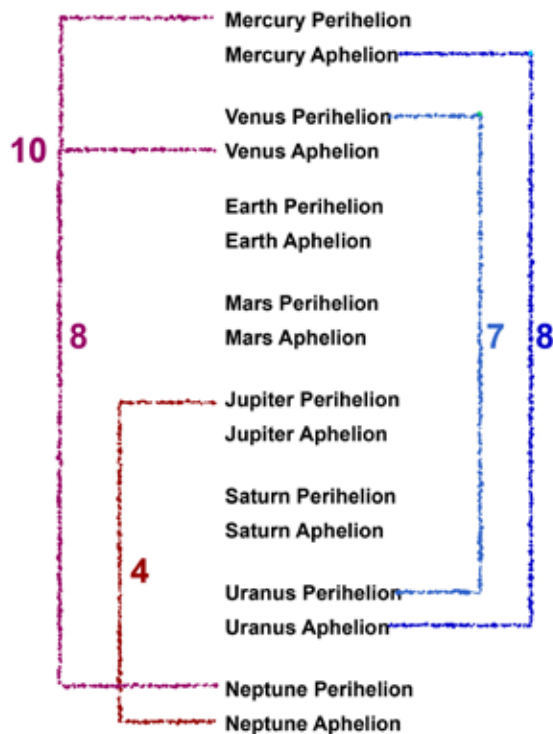 Mercury Perihelion
Mercury Aphelion
Venus Perihelion
10 Venus Aphelion
Earth Perihelion
Earth Aphelion
Mars Perihelion
8 Mars Aphelion 7 8
Jupiter Perihelion
Jupiter Aphelion
Saturn Perihelion
Saturn Aphelion
4
Uranus Perihelion
Uranus Aphelion
Neptune Perihelion
Neptune Aphelion